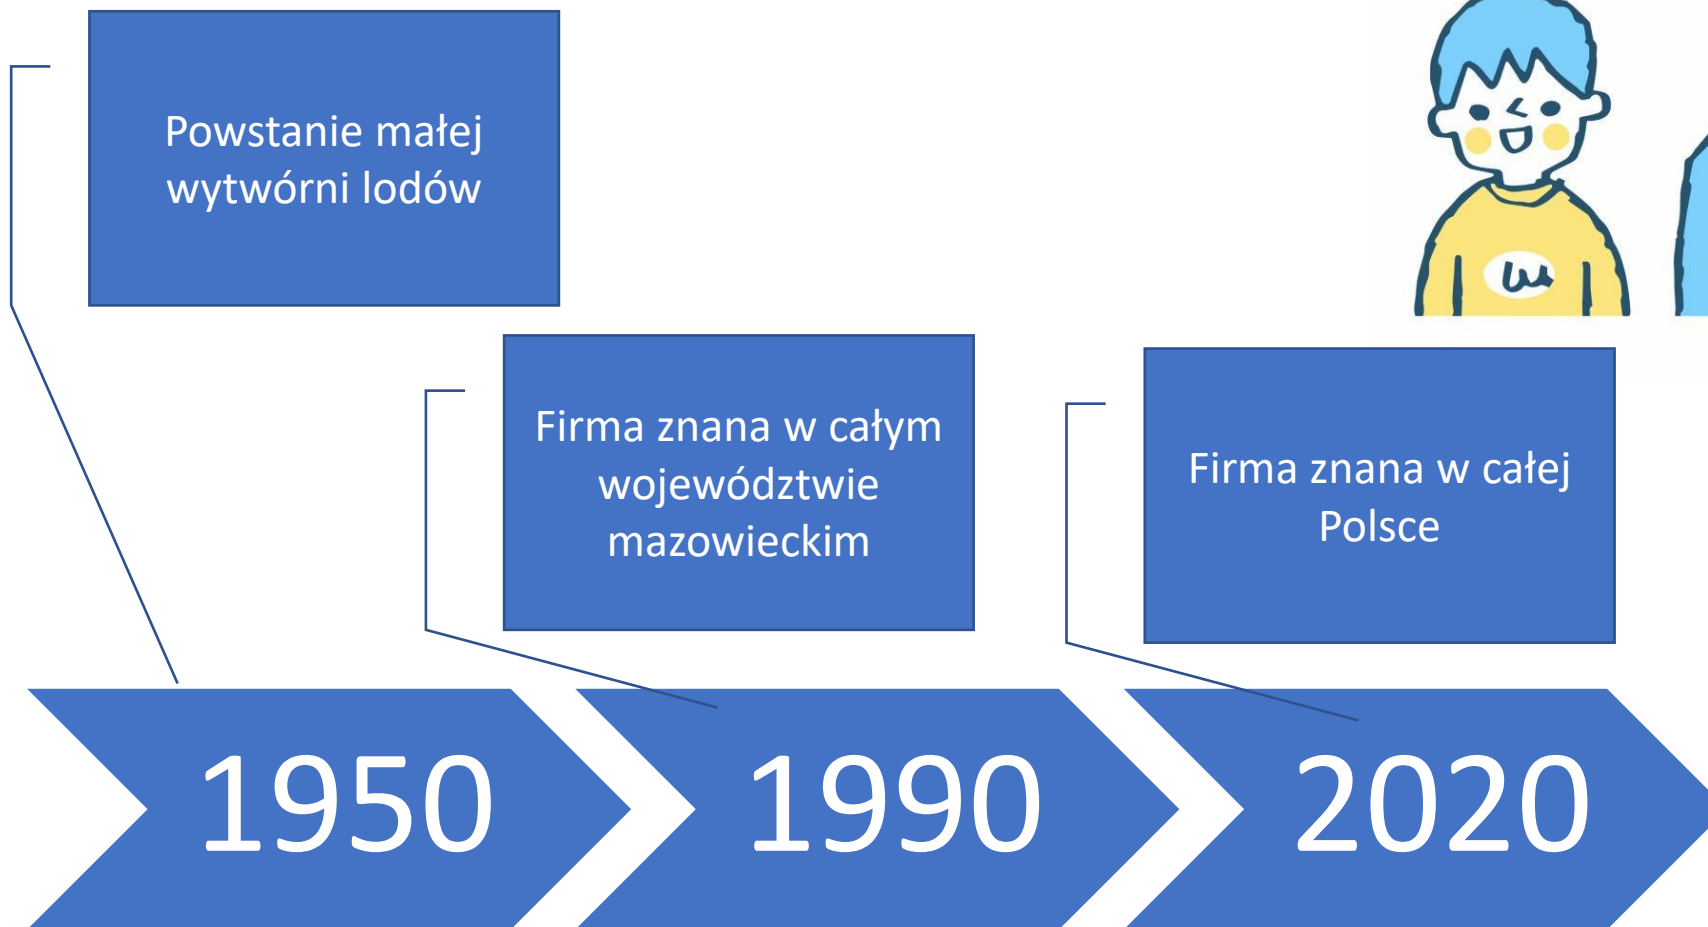 Powstanie małej
wytwórni lodów
Firma znana w całym
województwie
mazowieckim
Firma znana w całej
Polsce
1950
1990
2020